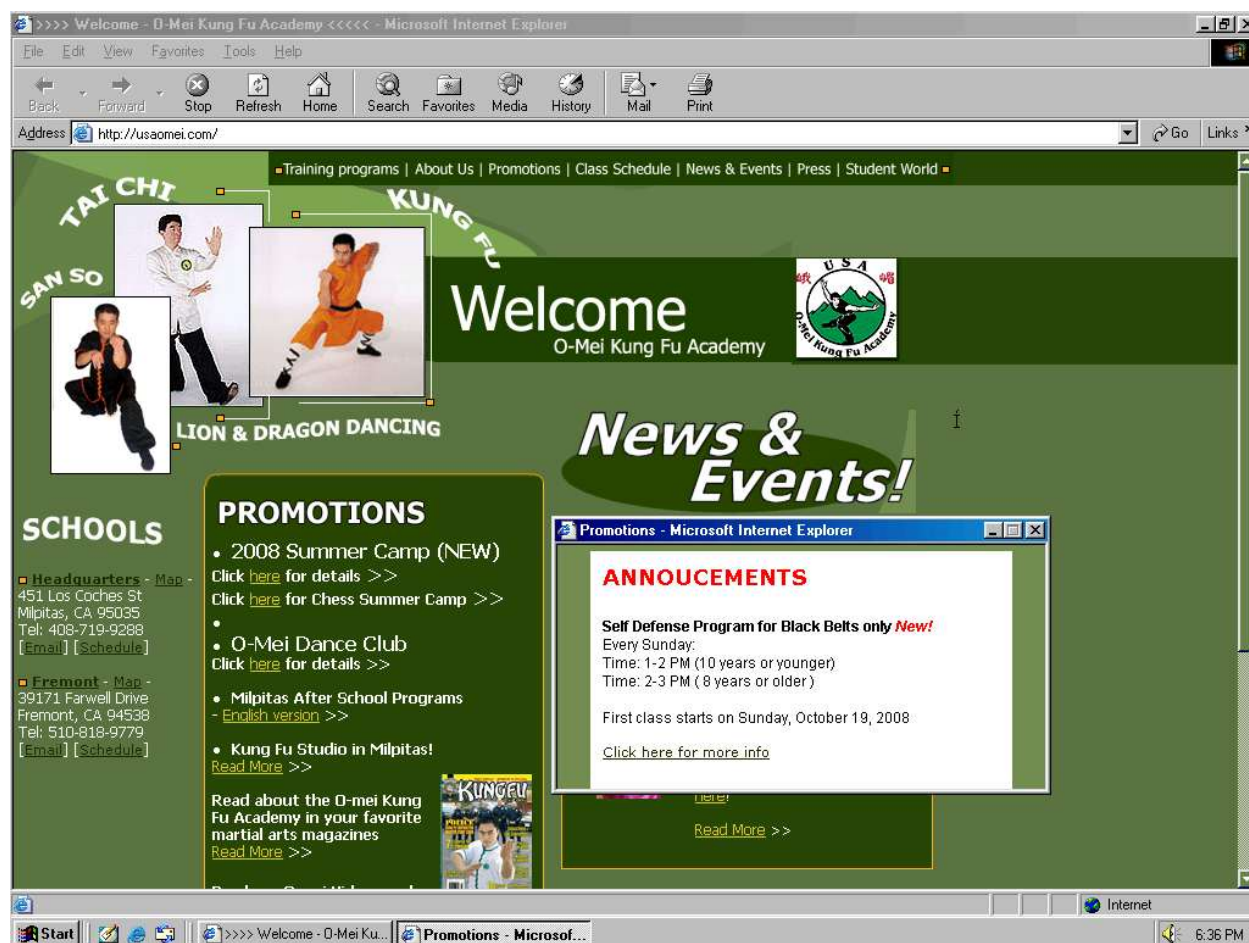 >>>> Welcome - O-Mei Kung Fu Academy <<<<< - Microsoft Internet Explorer
File Edit View Favorites Tools Help
Back Forward Stop Refresh Home Search Favorites Media History Mail Print
Address http://usaomei.com/ Go Links
Training programs | About Us | Promotions | Class Schedule | News & Events | Press | Student World
TAI CHI
KUNG FU
SAN SO
LION & DRAGON DANCING
Welcome
O-Mei Kung Fu Academy
USA
峨 嵋
O-Mei Kung Fu Academy
News &
Events!
SCHOOLS
Headquarters - Map -
451 Los Coches St
Milpitas, CA 95035
Tel: 408-719-9288
[Email] [Schedule]
Fremont - Map -
39171 Farwell Drive
Fremont, CA 94538
Tel: 510-818-9779
[Email] [Schedule]
PROMOTIONS
• 2008 Summer Camp (NEW)
Click here for details >>
Click here for Chess Summer Camp >>
•
• O-Mei Dance Club
Click here for details >>
• Milpitas After School Programs
- English version >>
• Kung Fu Studio in Milpitas!
Read More >>
Read about the O-mei Kung
Fu Academy in your favorite
martial arts magazines
Read More >>
KUNGFU
Promotions - Microsoft Internet Explorer
ANNOUCEMENTS
Self Defense Program for Black Belts only New!
Every Sunday:
Time: 1-2 PM (10 years or younger)
Time: 2-3 PM ( 8 years or older )
First class starts on Sunday, October 19, 2008
Click here for more info
here!
Read More >>
Internet
Start >>>> Welcome - O-Mei Ku... Promotions - Microsof... 6:36 PM